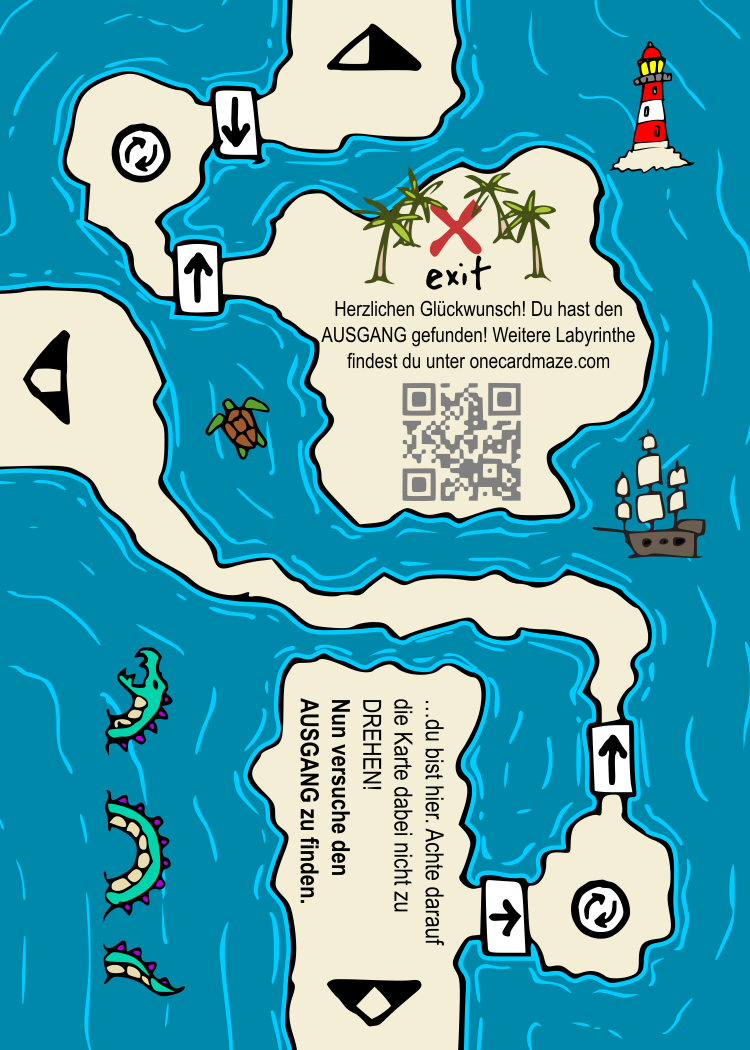 exit
Herzlichen Glückwunsch! Du hast den
AUSGANG gefunden! Weitere Labyrinthe
findest du unter onecardmaze.com
...du bist hier. Achte darauf
die Karte dabei nicht zu
DREHEN!
Nun versuche den
AUSGANG zu finden.